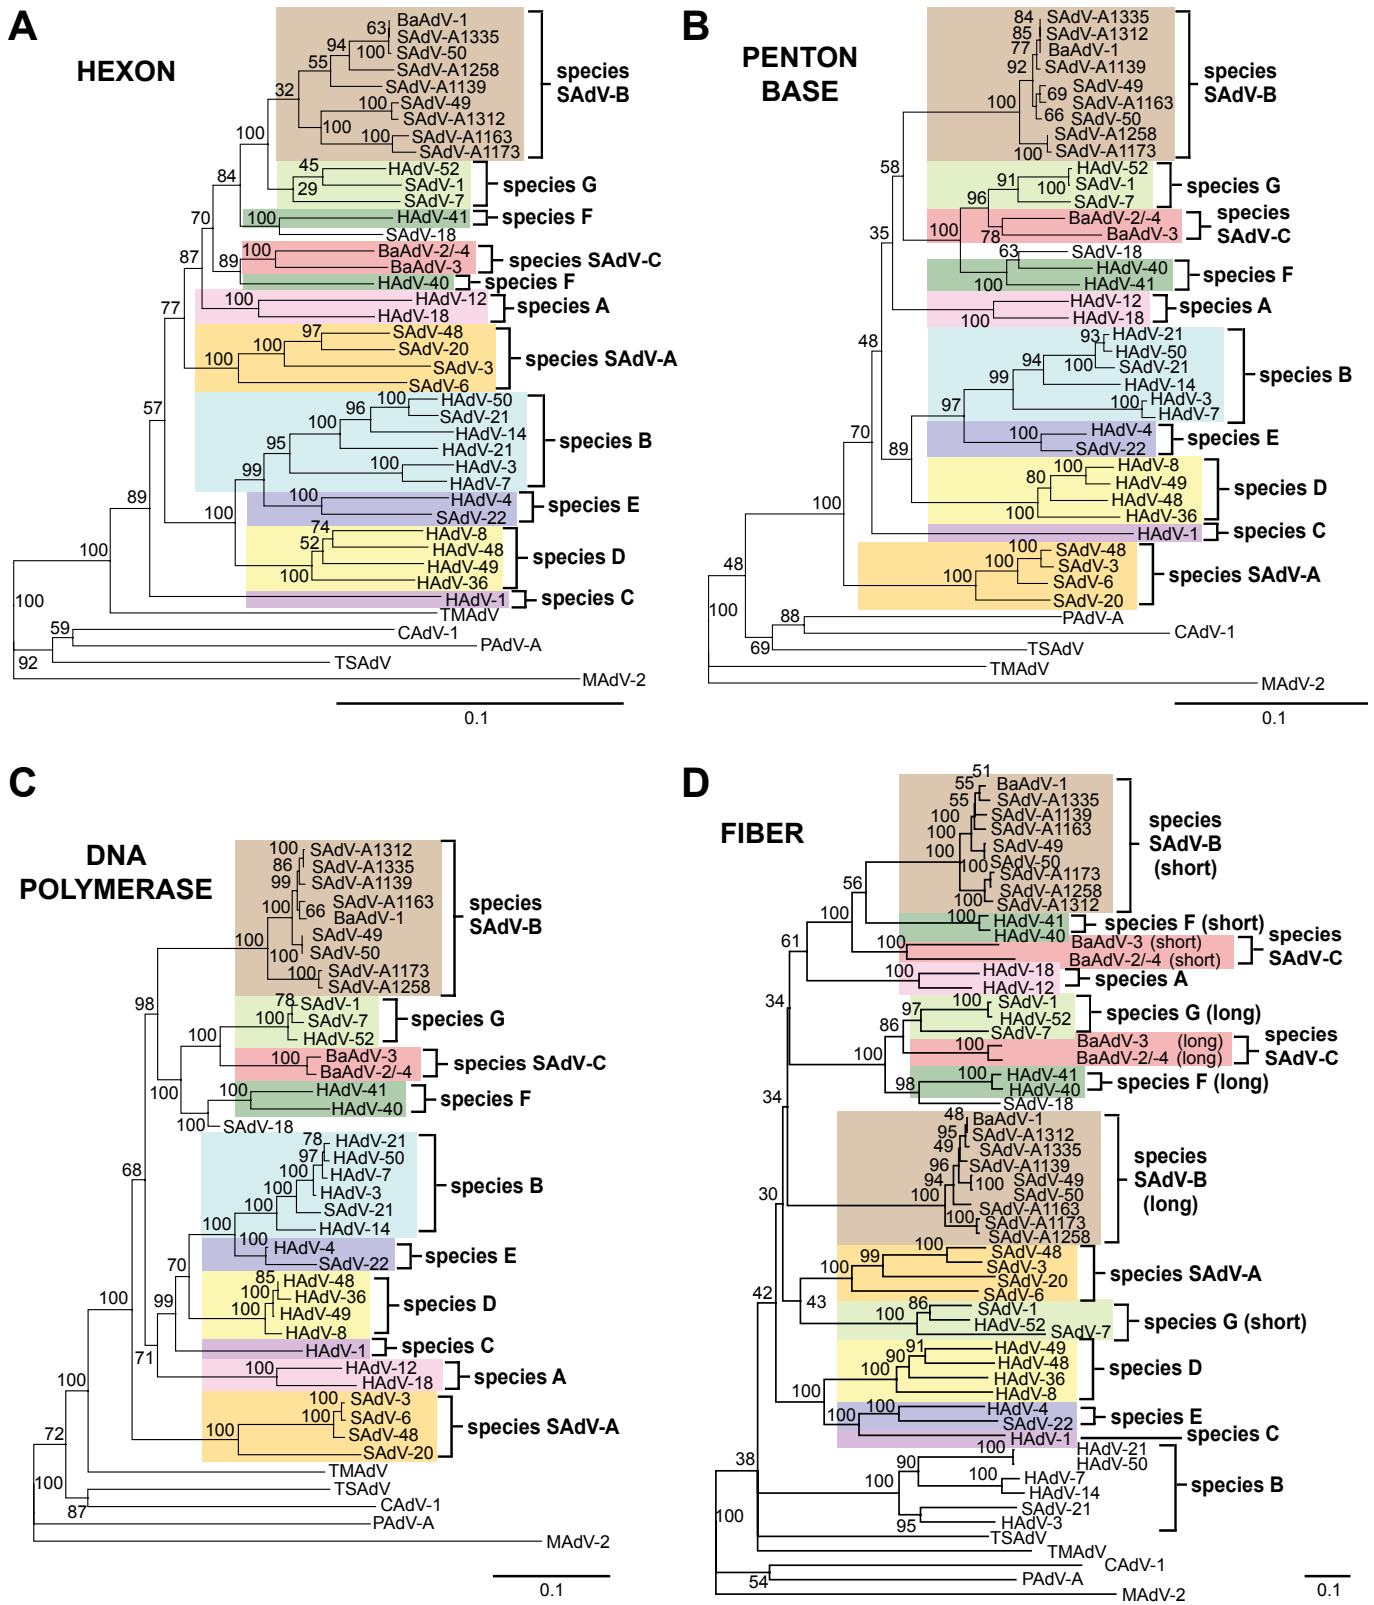 A
HEXON
63
BaAdV-1
SAdV-A1335
94
100
SAdV-50
55
SAdV-A1258
32
SAdV-A1139
100
SAdV-49
SAdV-A1312
100
100
SAdV-A1163
SAdV-A1173
species
SAdV-B
100
45
HAdV-52
29
SAdV-1
SAdV-7
species G
84
100
HAdV-41
species F
SAdV-18
70
100
BaAdV-2/-4
BaAdV-3
species SAdV-C
87
89
HAdV-40
species F
100
HAdV-12
HAdV-18
species A
77
97
SAdV-48
100
SAdV-20
100
SAdV-3
SAdV-6
species SAdV-A
57
100
HAdV-50
96
SAdV-21
100
HAdV-14
95
HAdV-21
99
100
HAdV-3
HAdV-7
species B
89
100
HAdV-4
SAdV-22
species E
100
74
HAdV-8
52
HAdV-48
HAdV-49
100
HAdV-36
species D
100
HAdV-1
species C
TMAdV
100
59
CAdV-1
PAdV-A
92
TSAdV
MAdV-2
0.1
B
PENTON
BASE
84
SAdV-A1335
85
SAdV-A1312
77
BaAdV-1
92
SAdV-A1139
69
SAdV-49
100
SAdV-A1163
66
SAdV-50
SAdV-A1258
100
SAdV-A1173
species
SAdV-B
58
HAdV-52
91
100
SAdV-1
96
SAdV-7
species G
100
BaAdV-2/-4
78
BaAdV-3
species
SAdV-C
35
63
SAdV-18
HAdV-40
100
HAdV-41
species F
HAdV-12
100
HAdV-18
species A
48
93
HAdV-21
HAdV-50
94
100
SAdV-21
99
HAdV-14
HAdV-3
97
100
HAdV-7
species B
70
89
100
HAdV-4
SAdV-22
species E
100
HAdV-8
80
HAdV-49
HAdV-48
100
HAdV-36
species D
100
HAdV-1
species C
48
100
SAdV-48
SAdV-3
100
SAdV-6
SAdV-20
species SAdV-A
100
88
PAdV-A
CAdV-1
69
TSAdV
TMAdV
MAdV-2
0.1
C
DNA
POLYMERASE
100
SAdV-A1312
86
SAdV-A1335
99
SAdV-A1139
100
SAdV-A1163
66
BaAdV-1
100
SAdV-49
100
SAdV-50
100
SAdV-A1173
SAdV-A1258
species
SAdV-B
98
78
SAdV-1
100
SAdV-7
HAdV-52
species G
100
100
BaAdV-3
BaAdV-2/-4
species SAdV-C
100
100
HAdV-41
HAdV-40
species F
100
SAdV-18
68
78
HAdV-21
97
HAdV-50
100
HAdV-7
100
HAdV-3
100
SAdV-21
100
HAdV-14
species B
100
HAdV-4
SAdV-22
species E
70
85
HAdV-48
100
HAdV-36
100
HAdV-49
HAdV-8
species D
100
99
HAdV-1
species C
71
100
HAdV-12
HAdV-18
species A
100
100
SAdV-3
100
SAdV-6
SAdV-48
100
SAdV-20
species SAdV-A
72
TMAdV
100
TSAdV
87
CAdV-1
PAdV-A
MAdV-2
0.1
D
FIBER
51
55
BaAdV-1
55
SAdV-A1335
100
SAdV-A1139
100
SAdV-A1163
100
SAdV-49
100
SAdV-50
SAdV-A1173
SAdV-A1258
100
SAdV-A1312
species
SAdV-B
(short)
56
100
100
HAdV-41
HAdV-40
species F (short)
61
100
BaAdV-3 (short)
BaAdV-2/-4 (short)
species
SAdV-C
100
HAdV-18
HAdV-12
species A
34
100
SAdV-1
97
HAdV-52
86
SAdV-7
species G (long)
100
100
BaAdV-3 (long)
BaAdV-2/-4 (long)
species
SAdV-C
100
HAdV-41
98
HAdV-40
species F (long)
SAdV-18
34
48
BaAdV-1
95
SAdV-A1312
49
SAdV-A1335
96
SAdV-A1139
94
100
SAdV-49
100
SAdV-50
SAdV-A1163
100
SAdV-A1173
SAdV-A1258
species
SAdV-B
(long)
30
100
SAdV-48
99
SAdV-3
100
SAdV-20
SAdV-6
species SAdV-A
42
43
86
SAdV-1
100
HAdV-52
SAdV-7
species G (short)
91
HAdV-49
90
HAdV-48
100
HAdV-36
100
HAdV-8
species D
100
HAdV-4
100
SAdV-22
species E
HAdV-1
species C
38
100
HAdV-21
HAdV-50
90
100
HAdV-7
100
HAdV-14
SAdV-21
95
HAdV-3
species B
100
TSAdV
TMAdV
CAdV-1
54
PAdV-A
MAdV-2
0.1